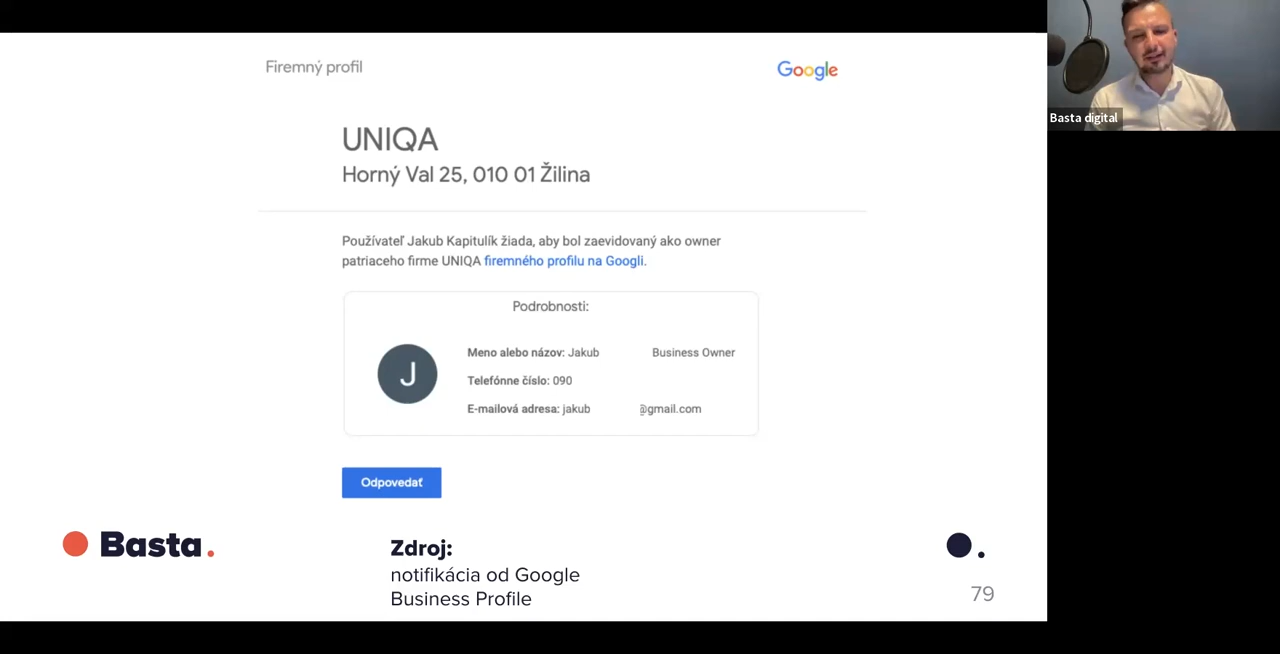 Firemný profil
Google
Basta digital
UNIQA
Horný Val 25, 010 01 Žilina
Používateľ Jakub Kapitulík žiada, aby bol zaevidovaný ako owner
patriaceho firme UNIQA firemného profilu na Googli.
Podrobnosti:
J
Meno alebo názov: Jakub Business Owner
Telefónne číslo: 090
E-mailová adresa: jakub @gmail.com
Odpovedať
Basta.
Zdroj:
notifikácia od Google
Business Profile
79